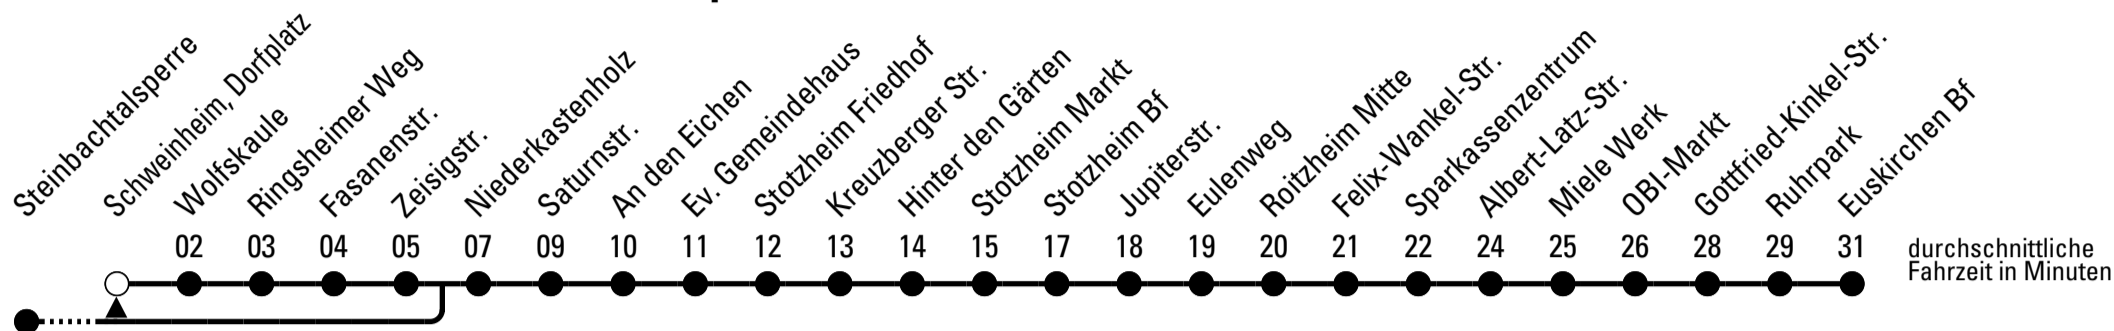 Steinbachtalsperre
Schweinheim, Dorfplatz
Wolfskaule
Ringsheimer Weg
Fasanenstr.
Zeisigstr.
Niederkastenholz
Saturnstr.
An den Eichen
Ev. Gemeindehaus
Stotzheim Friedhof
Kreuzberger Str.
Hinter den Gärten
Stotzheim Markt
Stotzheim Bf
Jupiterstr.
Eulenweg
Roitzheim Mitte
Felix-Wankel-Str.
Sparkassenzentrum
Albert-Latz-Str.
Miele Werk
OBI-Markt
Gottfried-Kinkel-Str.
Ruhrpark
Euskirchen Bf
02 03 04 05 07 09 10 11 12 13 14 15 17 18 19 20 21 22 24 25 26 28 29 31
durchschnittliche
Fahrzeit in Minuten